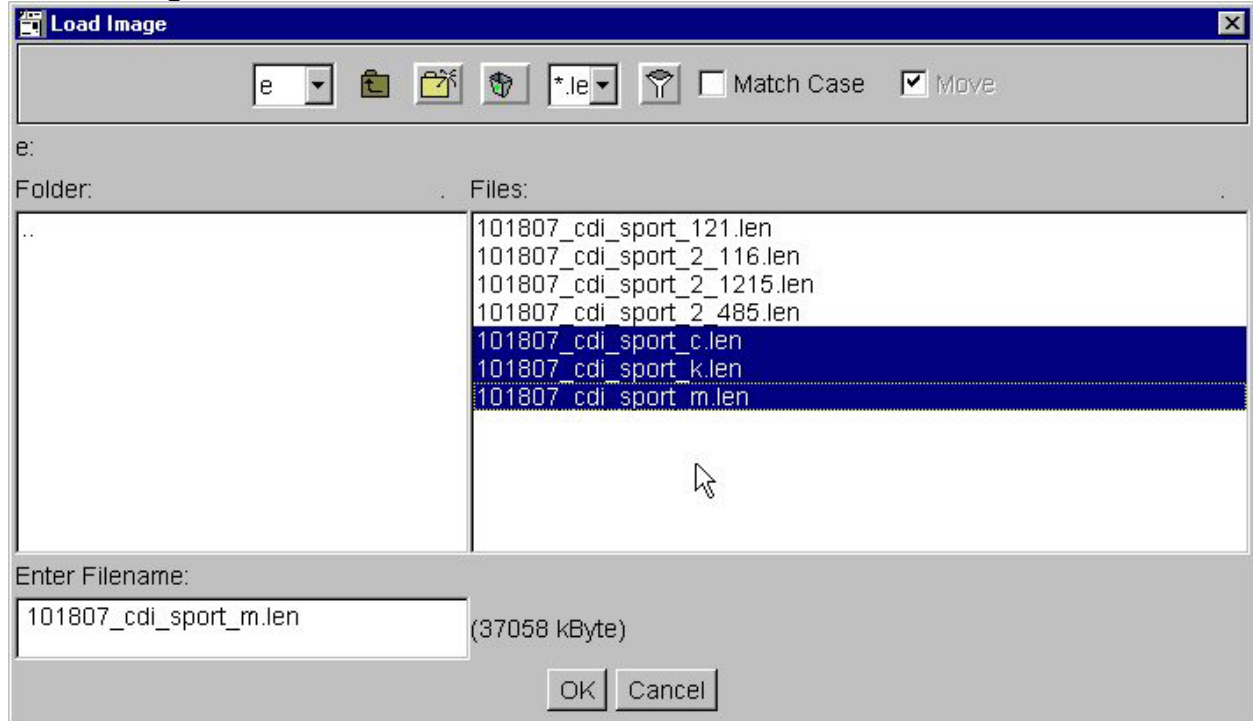 Load Image
e *.le Match Case Move
e:
Folder: . Files: .
.. 101807_cdi_sport_121.len
101807_cdi_sport_2_116.len
101807_cdi_sport_2_1215.len
101807_cdi_sport_2_485.len
101807_cdi_sport_c.len
101807_cdi_sport_k.len
101807_cdi_sport_m.len
Enter Filename:
101807_cdi_sport_m.len (37058 kByte)
OK Cancel